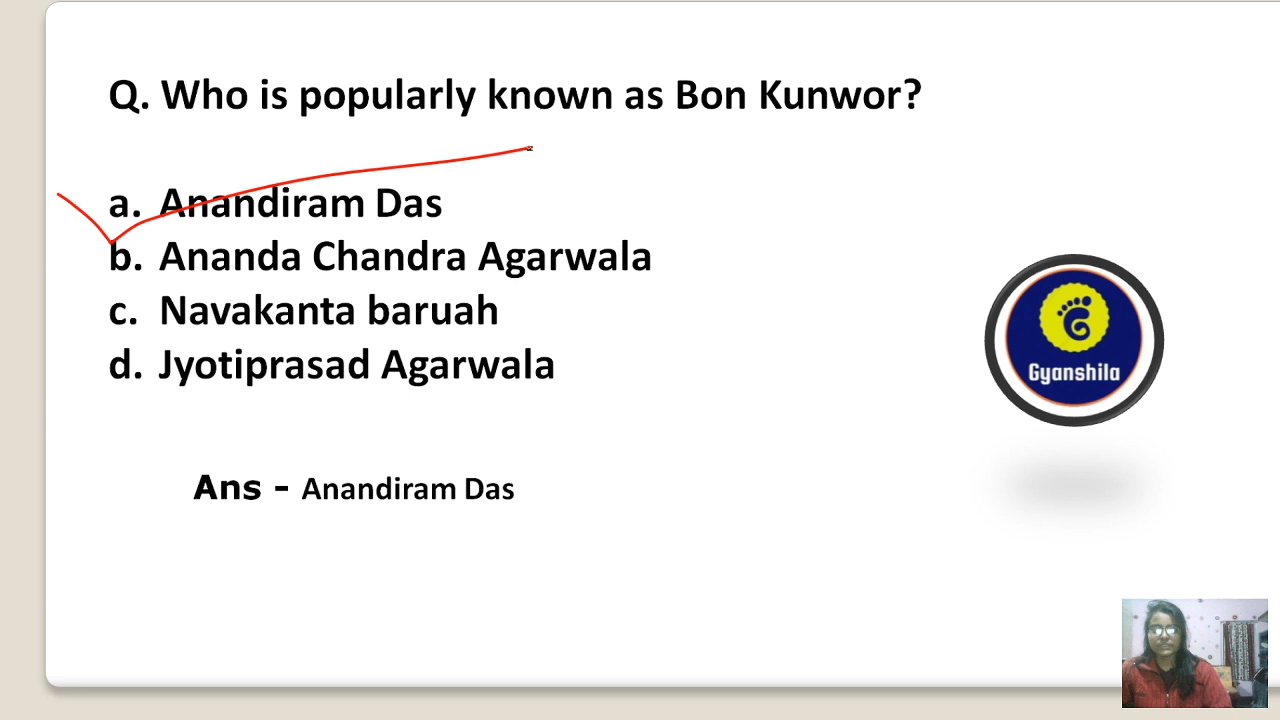 Q. Who is popularly known as Bon Kunwor?
a. Anandiram Das
b. Ananda Chandra Agarwala
c. Navakanta baruah
d. Jyotiprasad Agarwala
Gyanshila
Ans - Anandiram Das